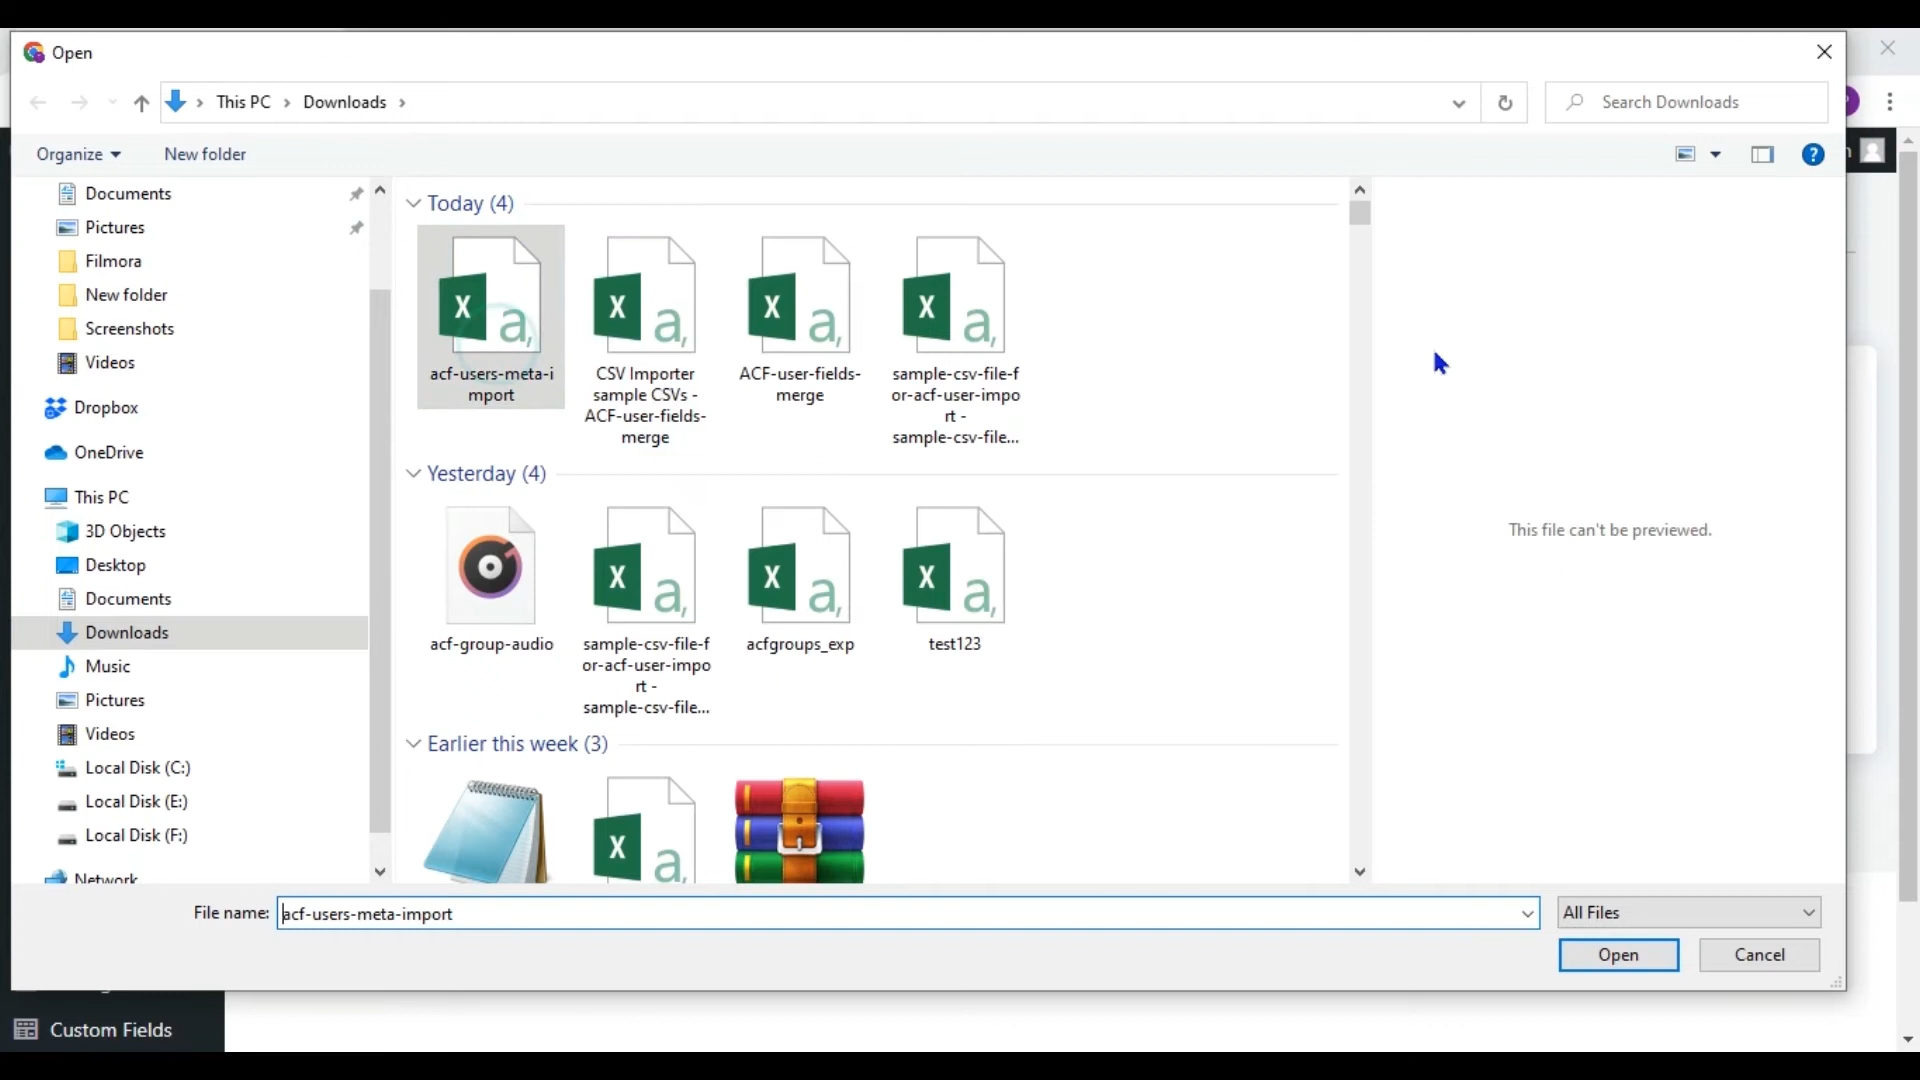 Open
This PC
Downloads
Search Downloads
Organize
New folder
?
Documents
Pictures
Filmora
New folder
Screenshots
Videos
Dropbox
OneDrive
This PC
3D Objects
Desktop
Documents
Downloads
Music
Pictures
Videos
Local Disk (C:)
Local Disk (E:)
Local Disk (F:)
Network
Today (4)
acf-users-meta-i
mport
CSV Importer
sample CSVs -
ACF-user-fields-
merge
ACF-user-fields-
merge
sample-csv-file-f
or-acf-user-impo
rt -
sample-csv-file...
Yesterday (4)
acf-group-audio
sample-csv-file-f
or-acf-user-impo
rt -
sample-csv-file...
acfgroups_exp
test123
Earlier this week (3)
This file can't be previewed.
File name:
acf-users-meta-import
All Files
Open
Cancel
Custom Fields